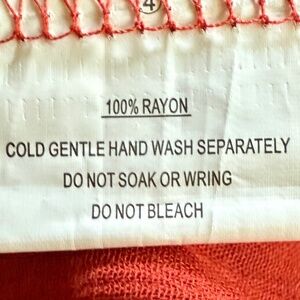 4
100% RAYON
COLD GENTLE HAND WASH SEPARATELY
DO NOT SOAK OR WRING
DO NOT BLEACH